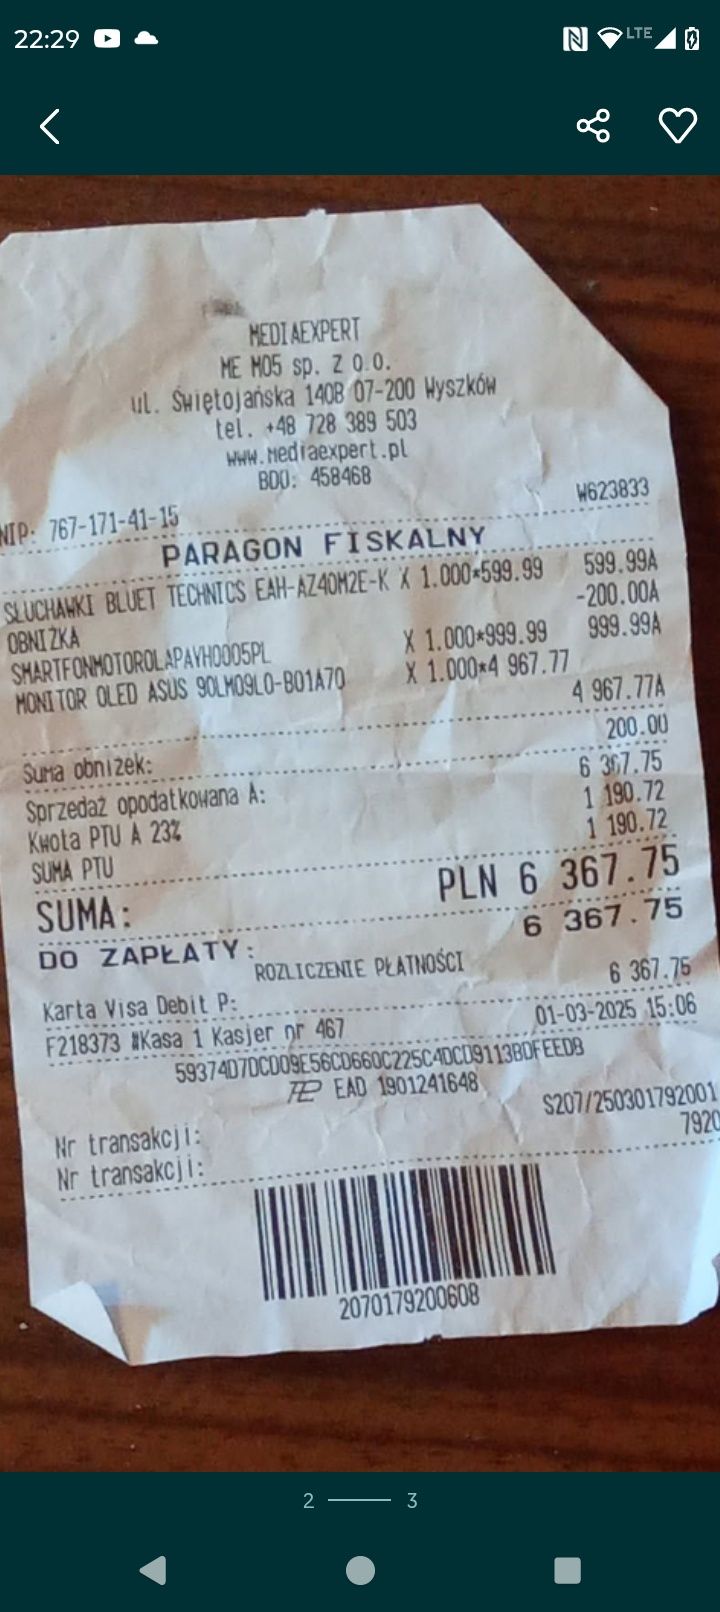 22:29
LTE
MEDIAEXPERT
ME M05 sp. Z o.o.
ul. Świętojańska 140B 07-200 Wyszków
tel. +48 728 389 503
www.mediaexpert.pl
BDO: 458468
NIP: 767-171-41-15 W623833
PARAGON FISKALNY
SŁUCHAWKI BLUET TECHNICS EAH-AZ40M2E-K X 1.000*599.99 599.99A
OBNIŻKA -200.00A
SMARTFONMOTOROLAPAYH0005PL X 1.000*999.99 999.99A
MONITOR OLED ASUS 90LM09L0-B01A70 X 1.000*4 967.77
4 967.77A
Suma obniżek: 200.00
Sprzedaż opodatkowana A: 6 367.75
Kwota PTU A 23% 1 190.72
SUMA PTU 1 190.72
SUMA: PLN 6 367.75
DO ZAPŁATY: 6 367.75
ROZLICZENIE PŁATNOŚCI
Karta Visa Debit P: 6 367.75
F218373 #Kasa 1 Kasjer nr 467 01-03-2025 15:06
59374D7DCD09E56CD660C225C4DCD9113BDFEEDB
EAD 1901241648
Nr transakcji: S207/250301792001
Nr transakcji: 7920
2070179200608
2 3